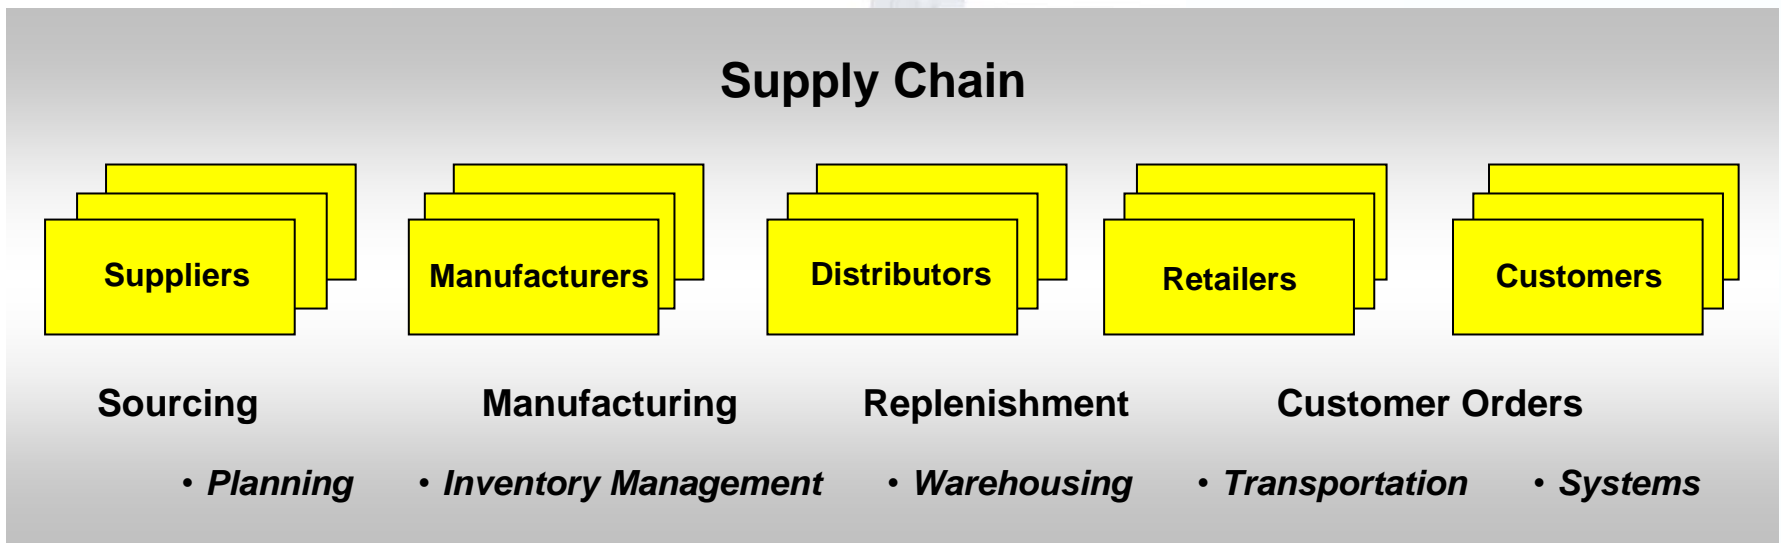 Supply Chain
Suppliers Manufacturers Distributors Retailers Customers
Sourcing Manufacturing Replenishment Customer Orders
• Planning • Inventory Management • Warehousing • Transportation • Systems